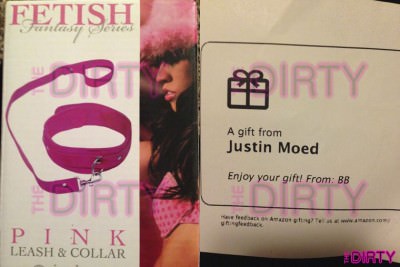 FETISH
Fantasy Series
THE DIRTY
PINK
LEASH & COLLAR
THE DIRTY
THE DIRTY
A gift from
Justin Moed
Enjoy your gift! From: BB
THE DIRTY
Have feedback on Amazon gifting? Tell us at www.amazon.com/
giftingfeedback.
THE DIRTY